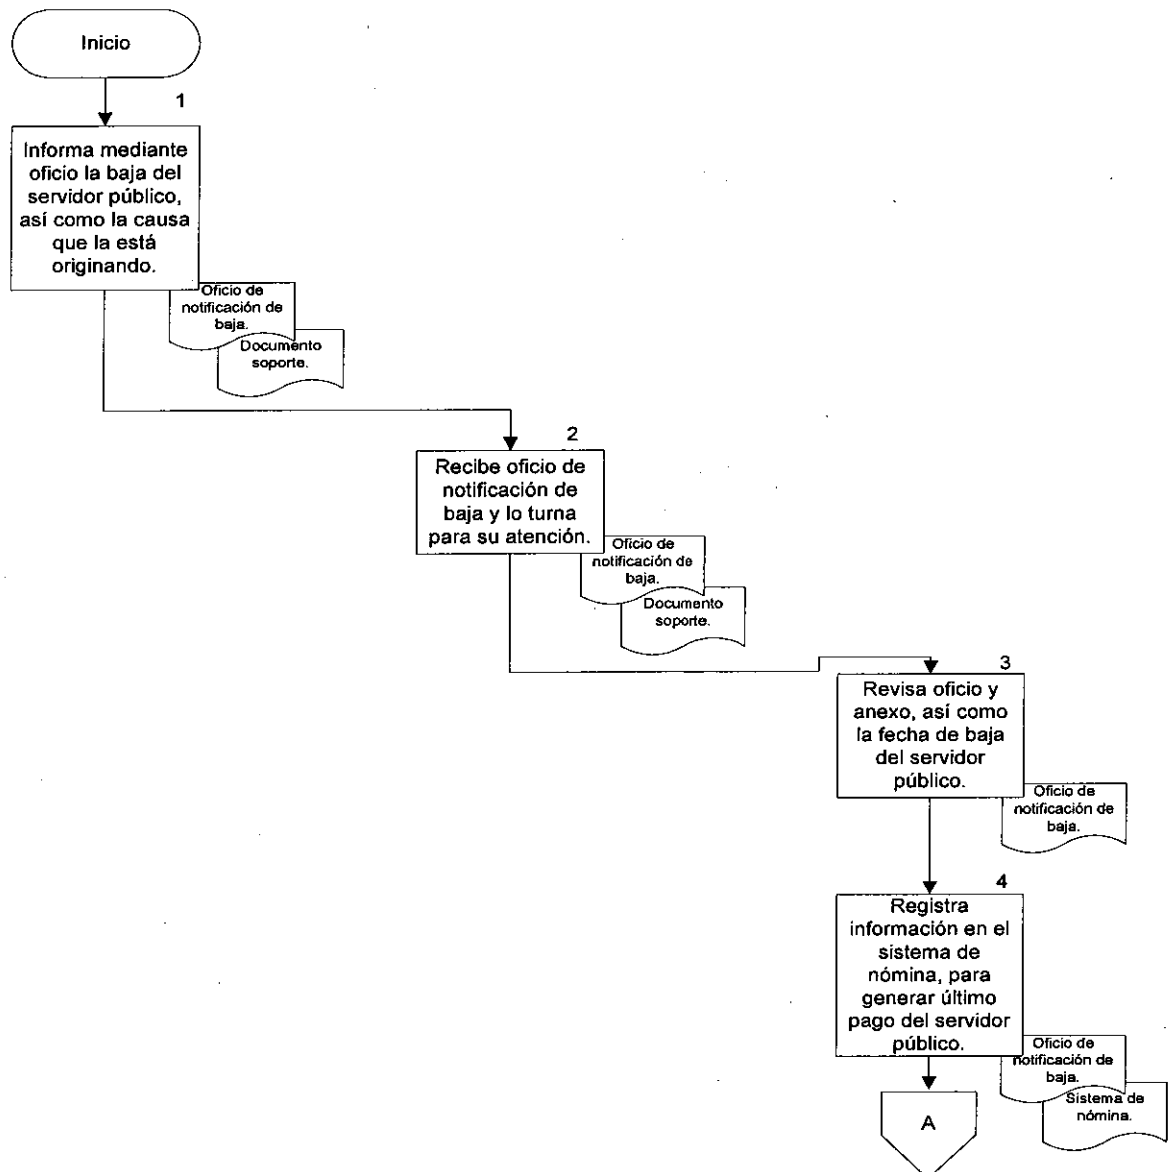 Inicio
1
Informa mediante
oficio la baja del
servidor público,
así como la causa
que la está
originando.
Oficio de
notificación de
baja.
Documento
soporte.
2
Recibe oficio de
notificación de
baja y lo turna
para su atención.
Oficio de
notificación de
baja.
Documento
soporte.
3
Revisa oficio y
anexo, así como
la fecha de baja
del servidor
público.
Oficio de
notificación de
baja.
4
Registra
información en el
sistema de
nómina, para
generar último
pago del servidor
público.
Oficio de
notificación de
baja.
Sistema de
nómina.
A